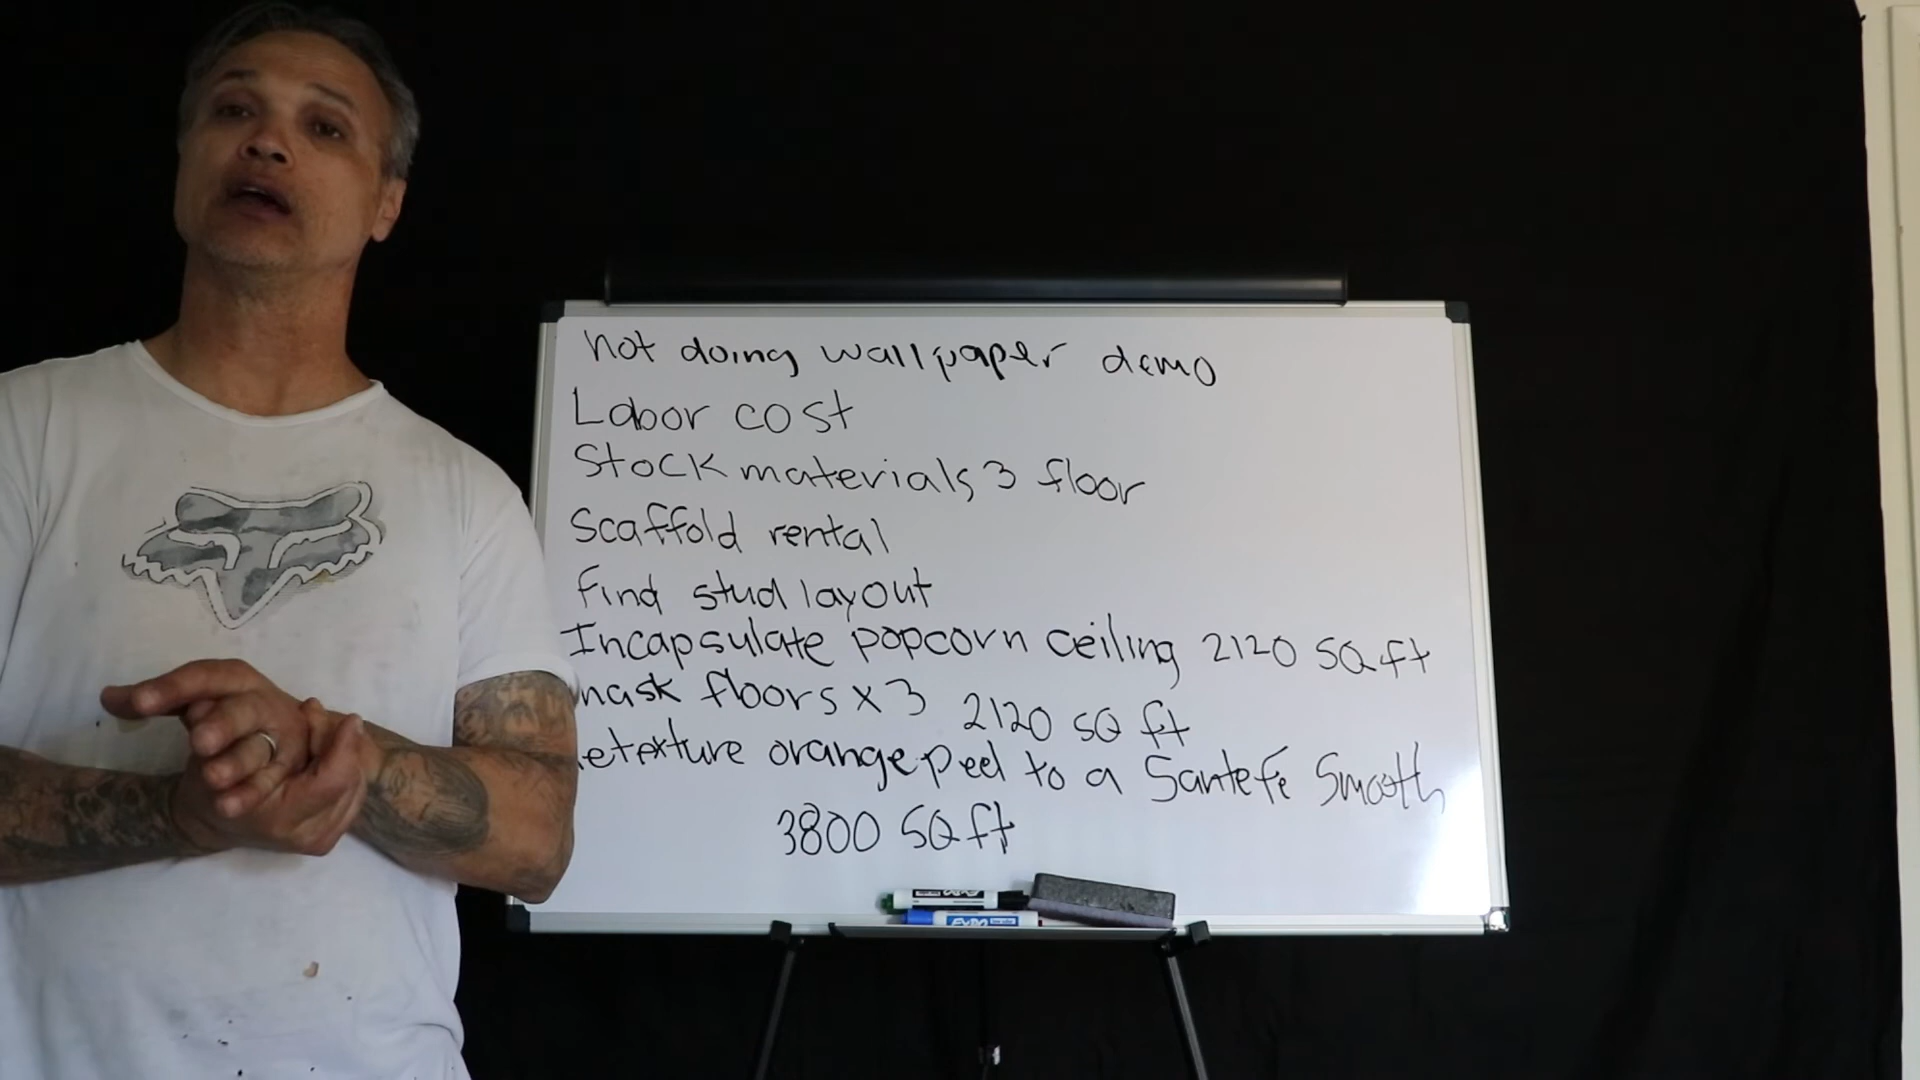 not doing wallpaper demo
Labor cost
Stock materials 3 floor
Scaffold rental
find stud layout
Incapsulate popcorn ceiling 2120 SQ ft
mask floors x 3 2120 SQ ft
etexture orange peel to a SanteFe Smooth
3800 SQ ft
EXPO